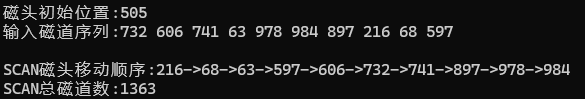 磁头初始位置:505
输入磁道序列:732 606 741 63 978 984 897 216 68 597
SCAN磁头移动顺序:216->68->63->597->606->732->741->897->978->984
SCAN总磁道数:1363